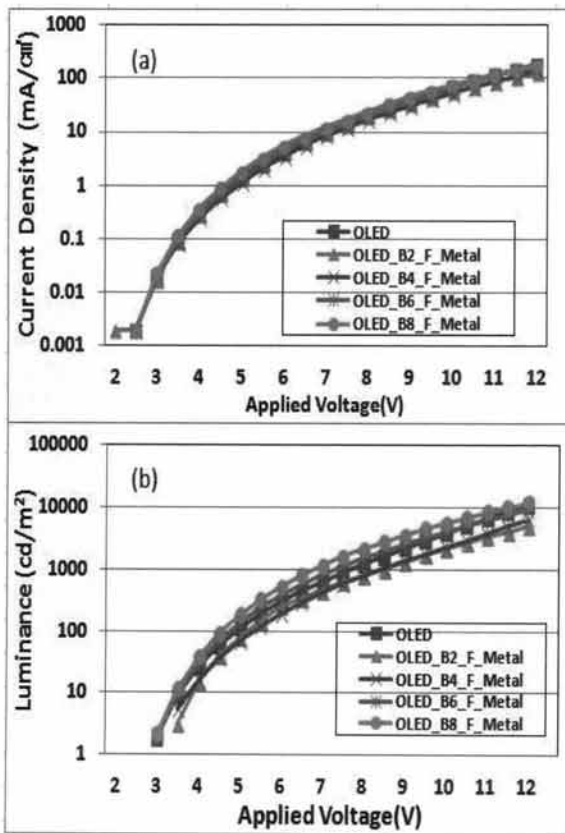 (a)
Current Density (mA/㎠)
1000
100
10
1
0.1
0.01
0.001
OLED
OLED_B2_F_Metal
OLED_B4_F_Metal
OLED_B6_F_Metal
OLED_B8_F_Metal
2 3 4 5 6 7 8 9 10 11 12
Applied Voltage(V)
(b)
Luminance (cd/m²)
100000
10000
1000
100
10
1
OLED
OLED_B2_F_Metal
OLED_B4_F_Metal
OLED_B6_F_Metal
OLED_B8_F_Metal
2 3 4 5 6 7 8 9 10 11 12
Applied Voltage(V)